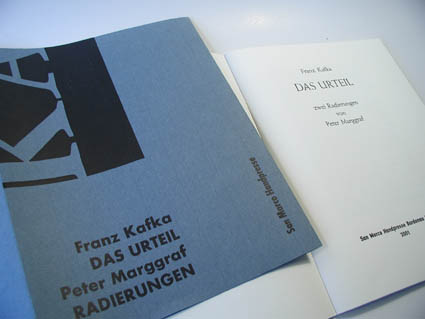 Franz Kafka
DAS URTEIL
Peter Marggraf
RADIERUNGEN
San Marco Handpresse
Franz Kafka
DAS URTEIL
zwei Radierungen
von
Peter Marggraf
San Marco Handpresse Bordenau
2001